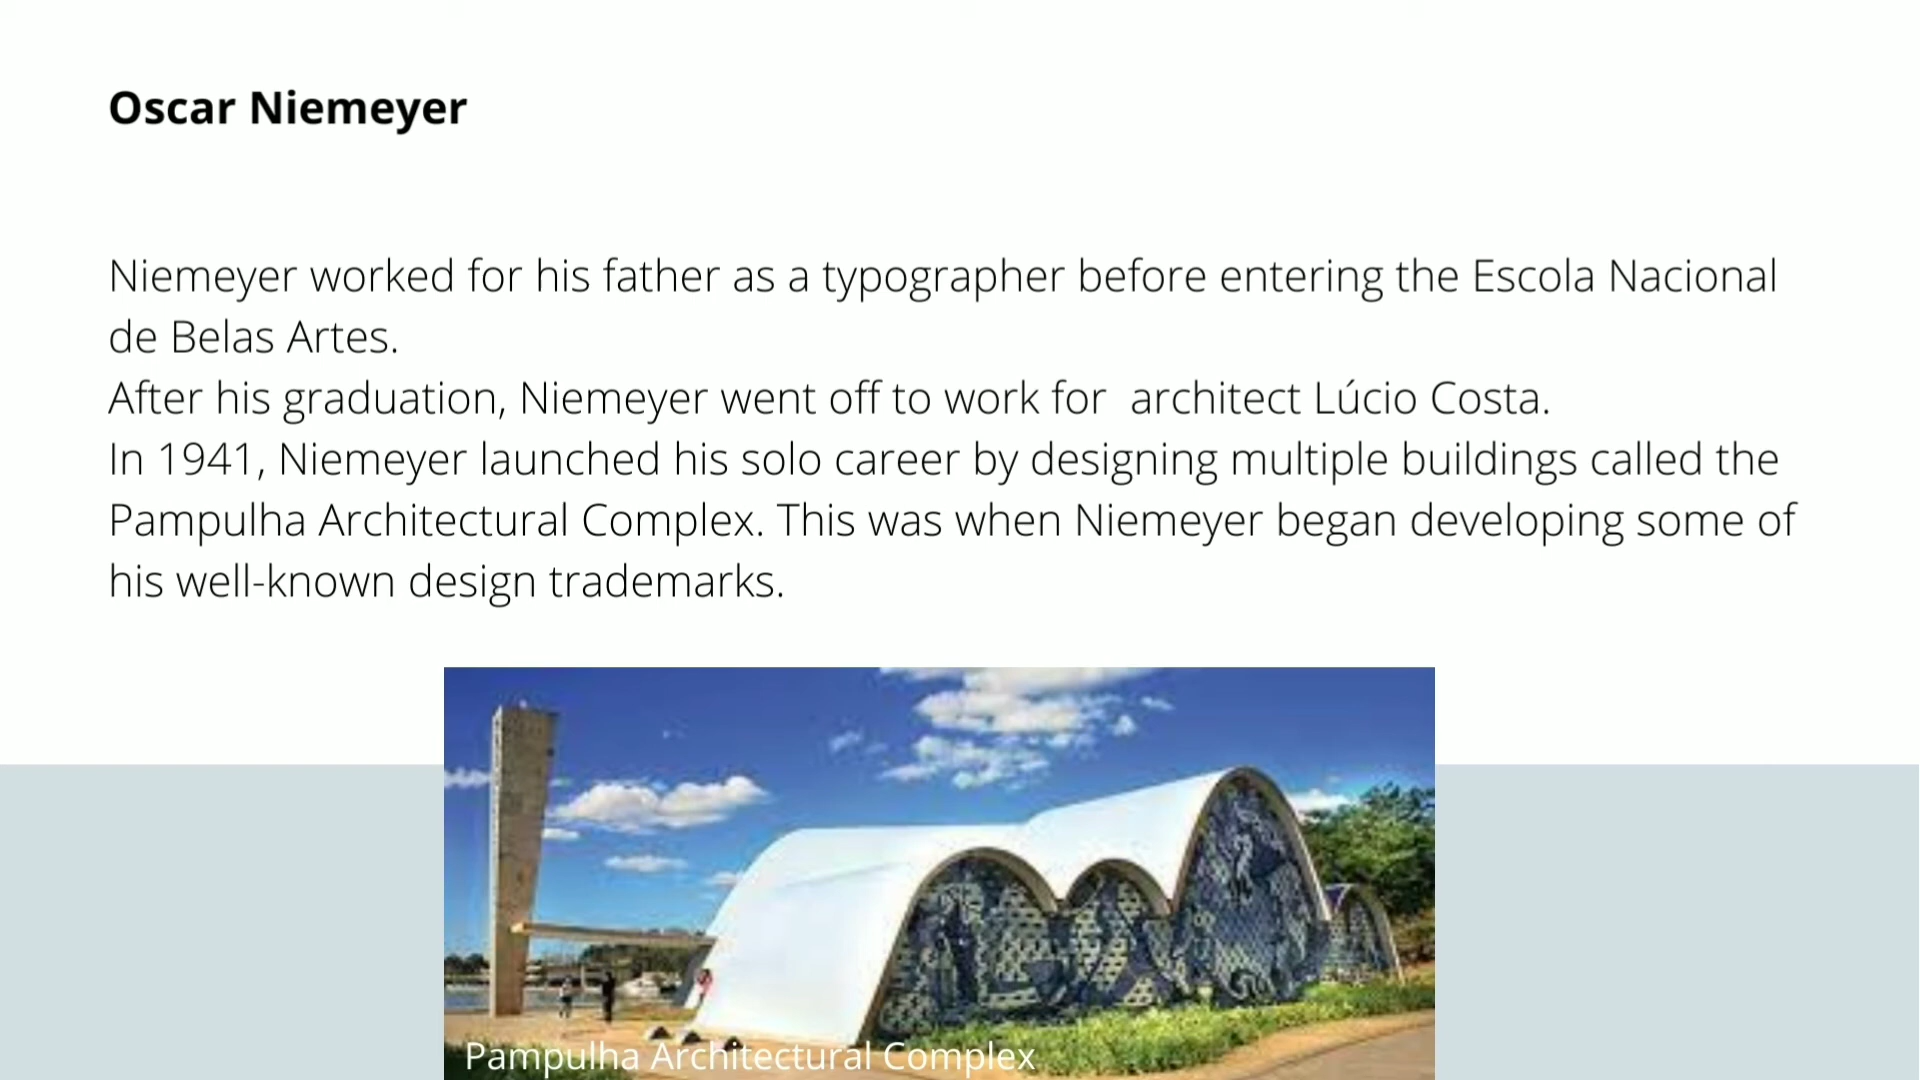 Oscar Niemeyer
Niemeyer worked for his father as a typographer before entering the Escola Nacional
de Belas Artes.
After his graduation, Niemeyer went off to work for  architect Lúcio Costa.
In 1941, Niemeyer launched his solo career by designing multiple buildings called the
Pampulha Architectural Complex. This was when Niemeyer began developing some of
his well-known design trademarks.
Pampulha Architectural Complex